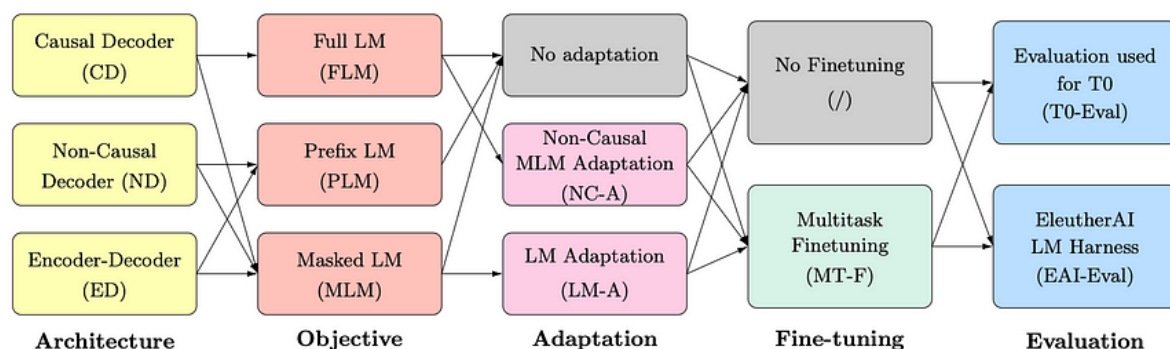 Causal Decoder
(CD)
Non-Causal
Decoder (ND)
Encoder-Decoder
(ED)
Architecture
Full LM
(FLM)
Prefix LM
(PLM)
Masked LM
(MLM)
Objective
No adaptation
Non-Causal
MLM Adaptation
(NC-A)
LM Adaptation
(LM-A)
Adaptation
No Finetuning
(/)
Multitask
Finetuning
(MT-F)
Fine-tuning
Evaluation used
for T0
(T0-Eval)
EleutherAI
LM Harness
(EAI-Eval)
Evaluation